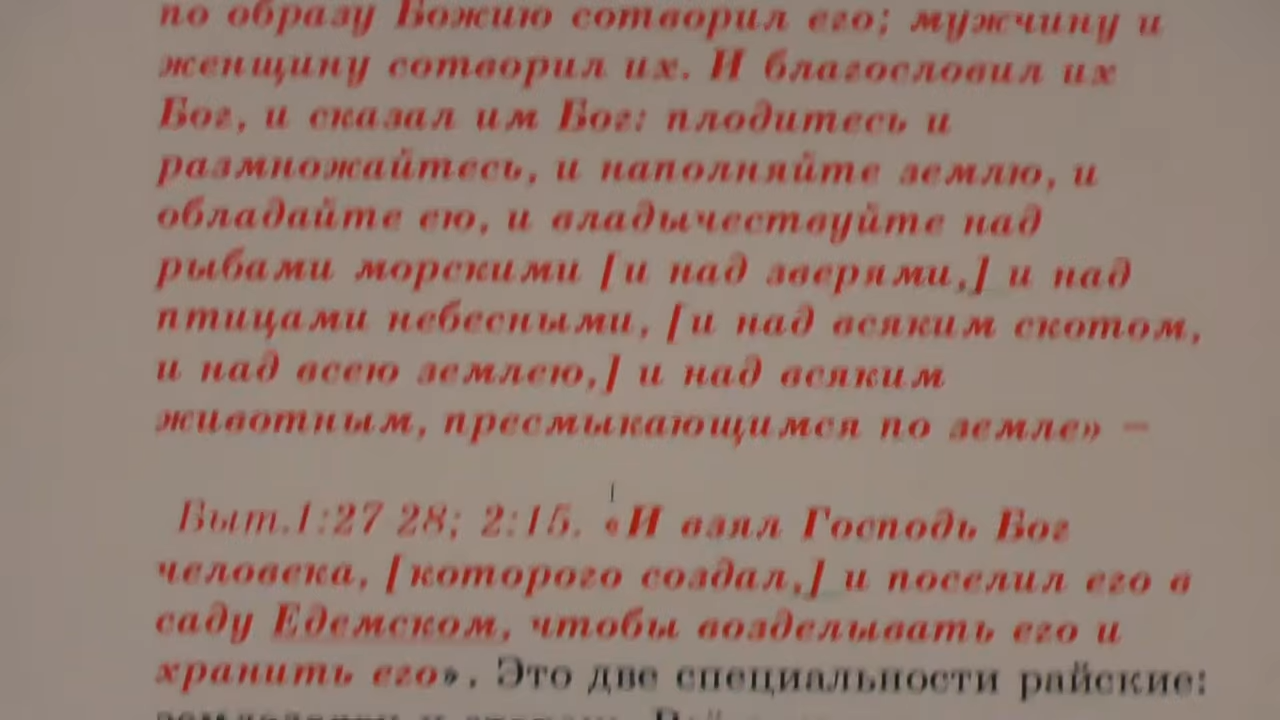 по образу Божию сотворил его; мужчину и
женщину сотворил их. И благословил их
Бог, и сказал им Бог: плодитесь и
размножайтесь, и наполняйте землю, и
обладайте ею, и владычествуйте над
рыбами морскими [и над зверями,] и над
птицами небесными, [и над всяким скотом,
и над всею землею,] и над всяким
животным, пресмыкающимся по земле» –
Быт.1:27 28; 2:15. «И взял Господь Бог
человека, [которого создал,] и поселил его в
саду Едемском, чтобы возделывать его и
хранить его». Это две специальности райские: